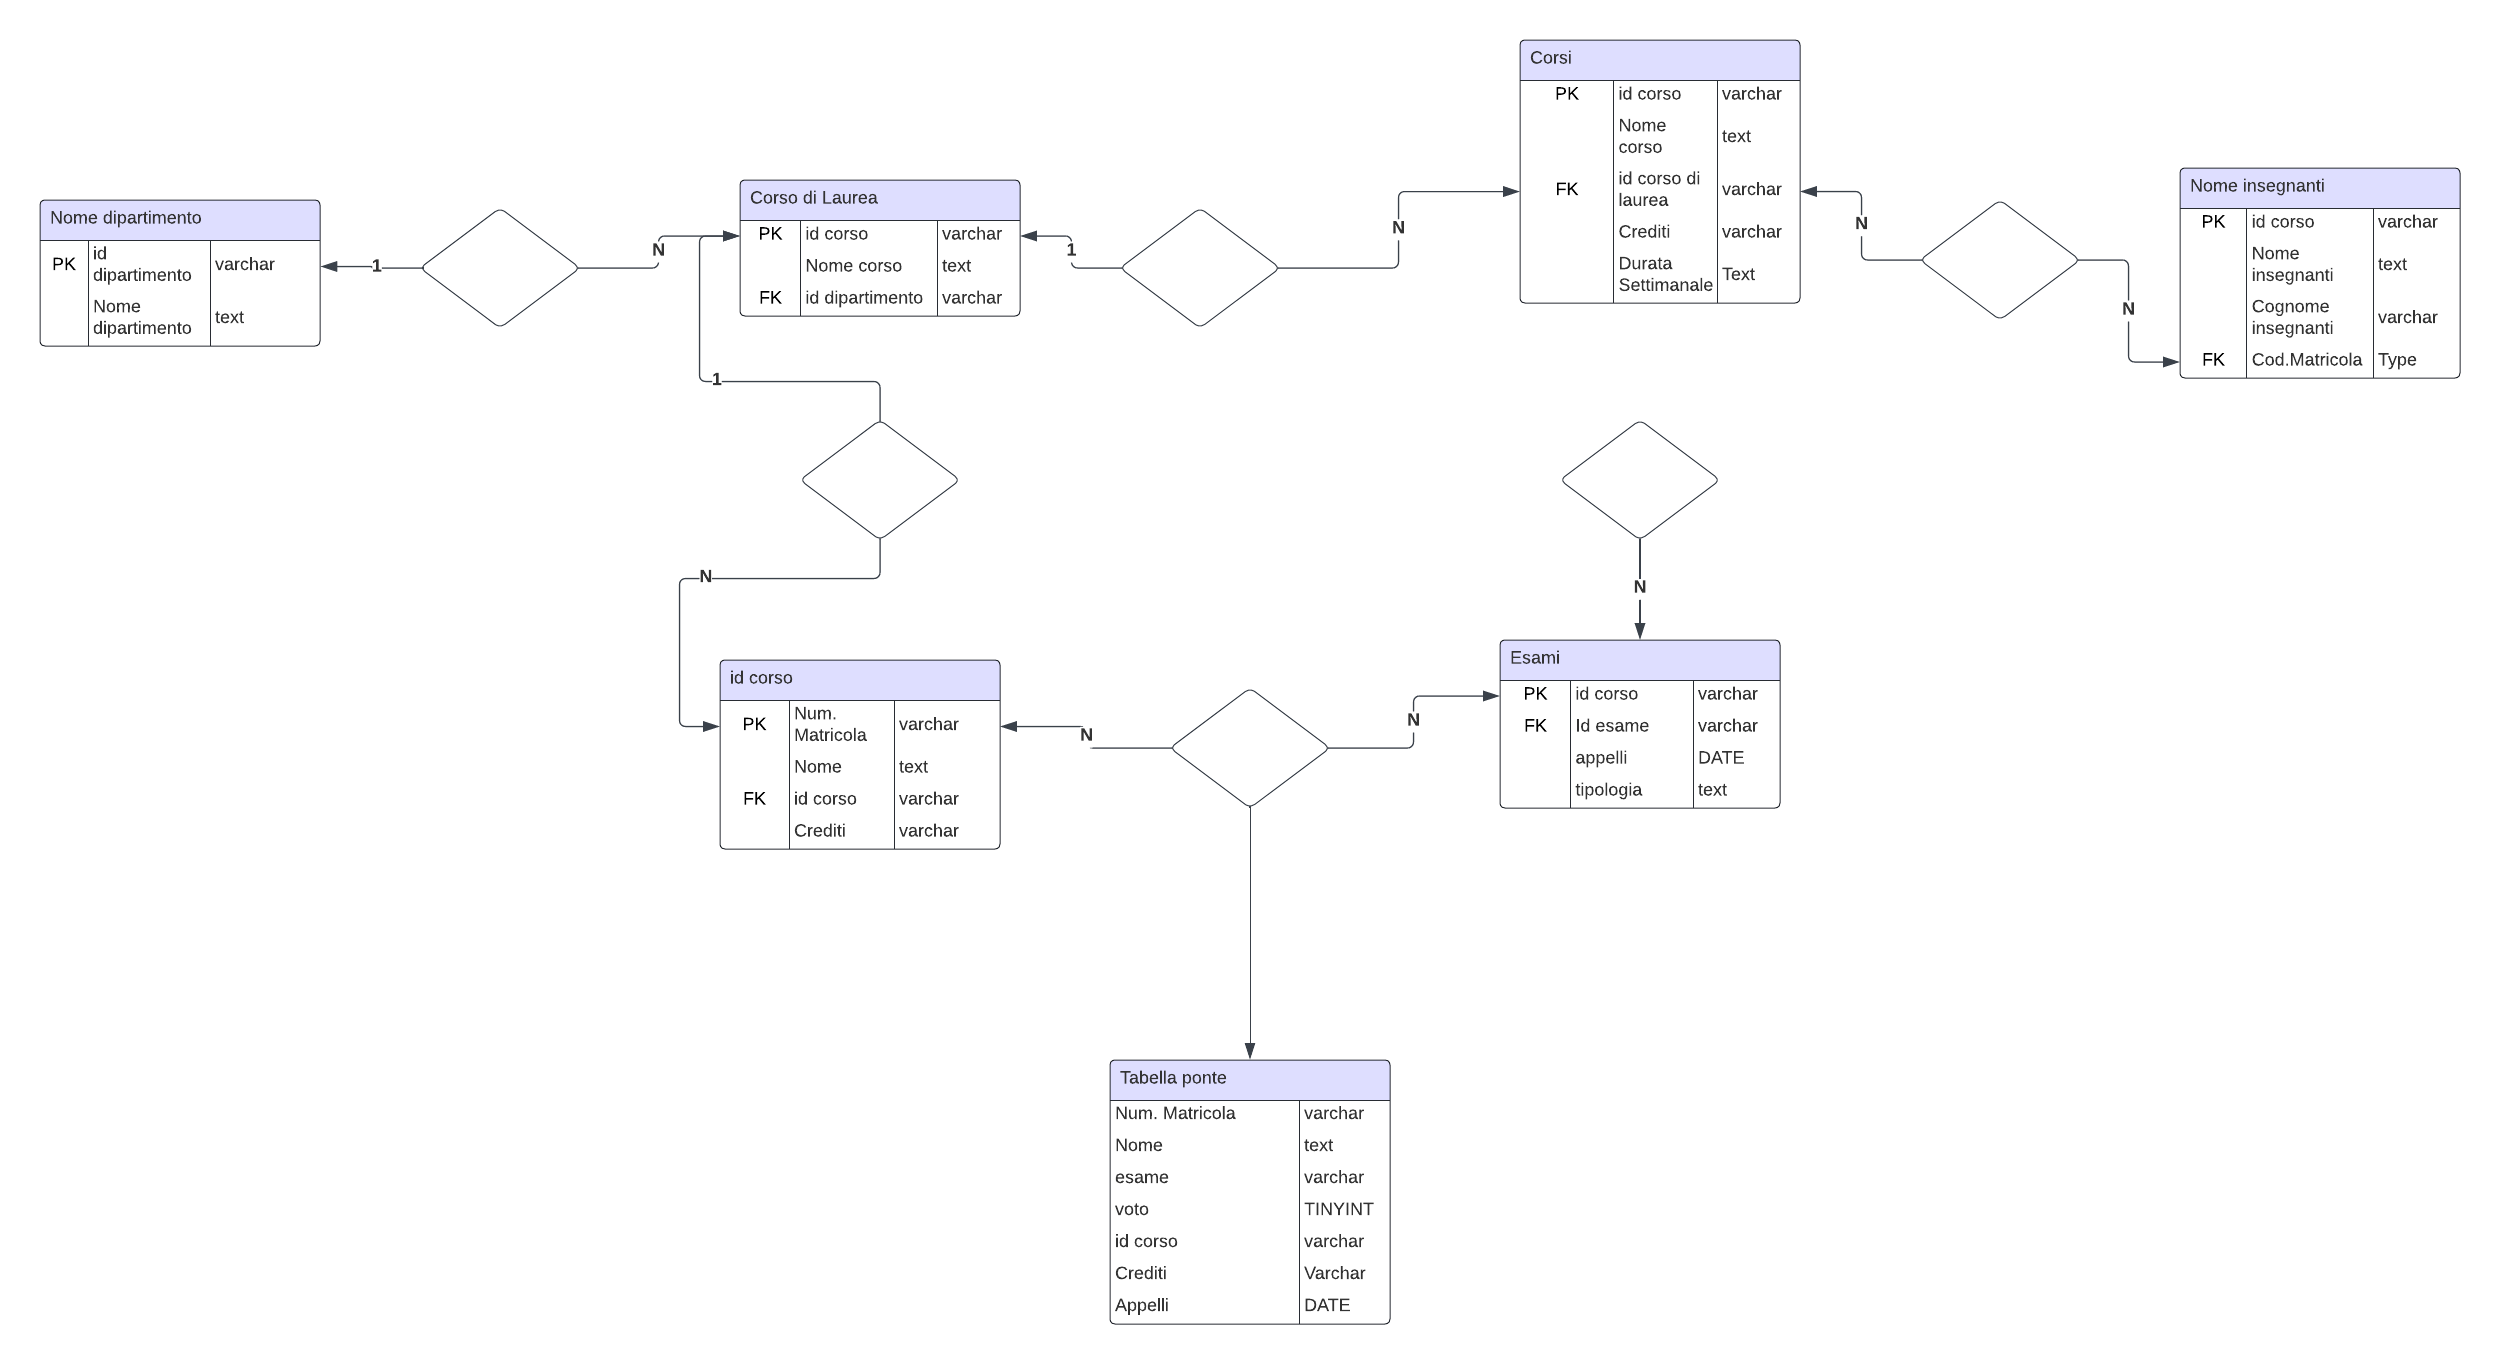 Nome dipartimento
PK
id
dipartimento
varchar
Nome
dipartimento
text
1
N
Corso di Laurea
PK id corso varchar
Nome corso text
FK id dipartimento varchar
1
N
Corsi
PK id corso varchar
Nome
corso
text
FK
id corso di
laurea
varchar
Crediti varchar
Durata
Settimanale
Text
N
N
Nome insegnanti
PK id corso varchar
Nome
insegnanti
text
Cognome
insegnanti
varchar
FK Cod.Matricola Type
1
N
id corso
PK
Num.
Matricola
varchar
Nome text
FK id corso varchar
Crediti varchar
N
N
N
Esami
PK id corso varchar
FK Id esame varchar
appelli DATE
tipologia text
Tabella ponte
Num. Matricola varchar
Nome text
esame varchar
voto TINYINT
id corso varchar
Crediti Varchar
Appelli DATE